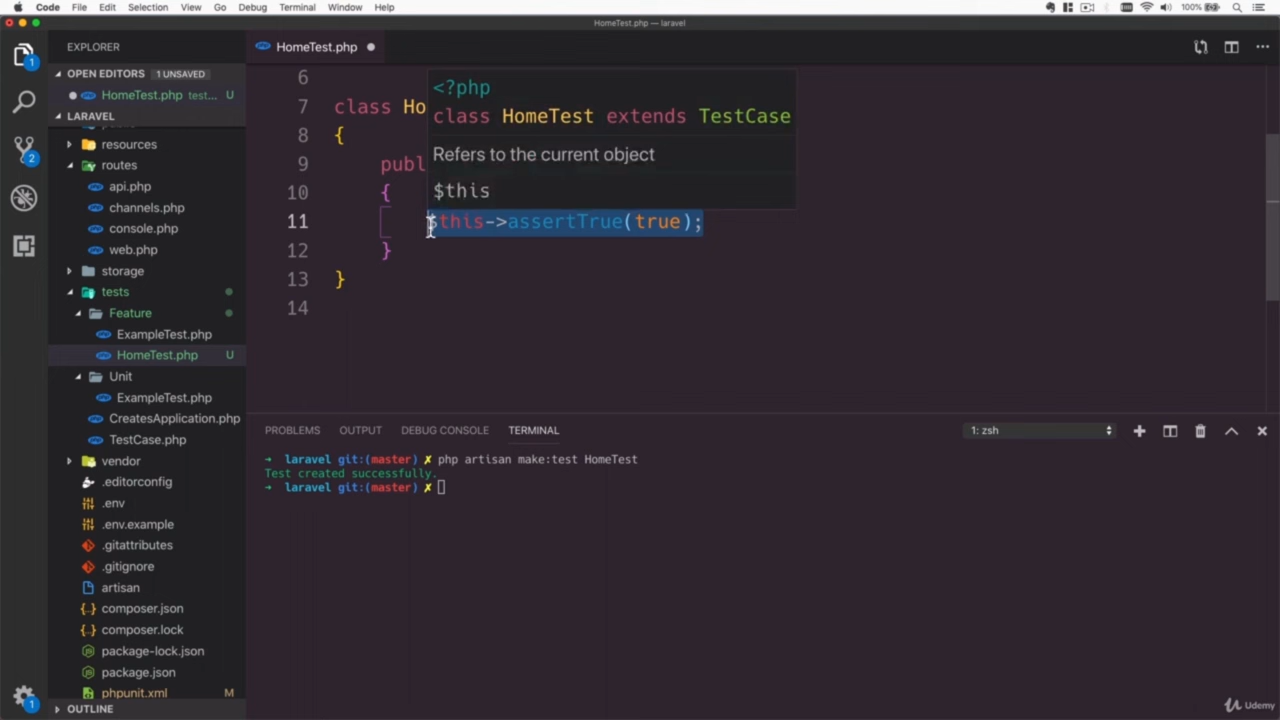 Code File Edit Selection View Go Debug Terminal Window Help 100%
HomeTest.php — laravel
EXPLORER
OPEN EDITORS 1 UNSAVED
HomeTest.php test... U
LARAVEL
resources
routes
api.php
channels.php
console.php
web.php
storage
tests
Feature
ExampleTest.php
HomeTest.php U
Unit
ExampleTest.php
CreatesApplication.php
TestCase.php
vendor
.editorconfig
.env
.env.example
.gitattributes
.gitignore
artisan
composer.json
composer.lock
package-lock.json
package.json
phpunit.xml M
OUTLINE
1
2
1
HomeTest.php
6
7 class Ho
8 {
9 publ
10 {
11 $this->assertTrue(true);
12 }
13 }
14
<?php
class HomeTest extends TestCase
Refers to the current object
$this
PROBLEMS OUTPUT DEBUG CONSOLE TERMINAL 1: zsh
→ laravel git:(master) ✗ php artisan make:test HomeTest
Test created successfully.
→ laravel git:(master) ✗
Udemy